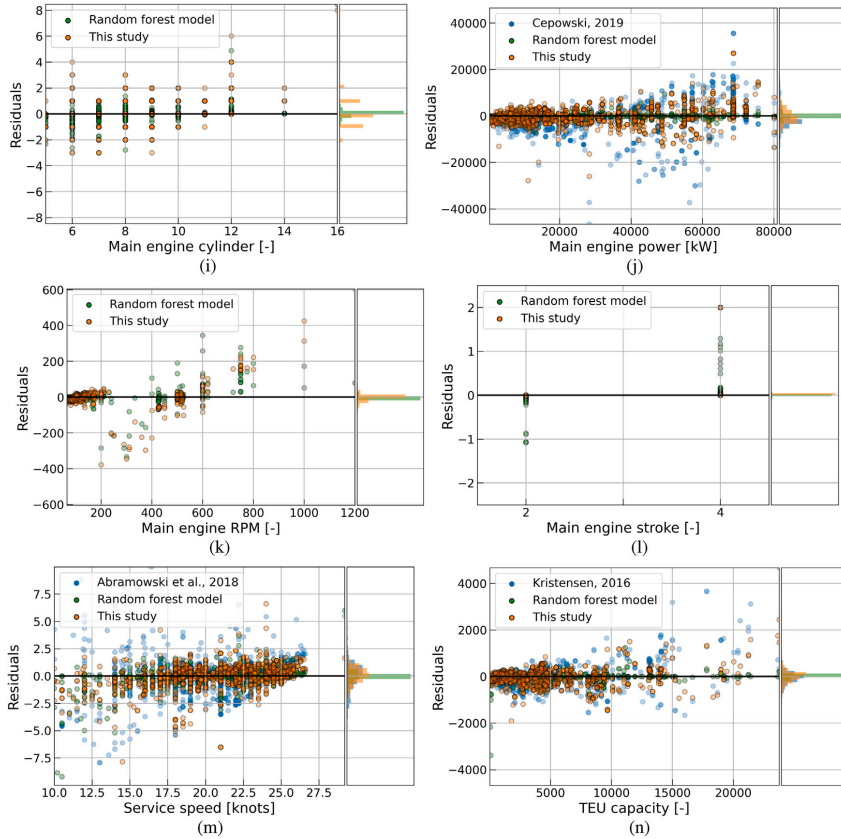 Random forest model
This study
Residuals
8
6
4
2
0
−2
−4
−6
−8
6
8
10
12
14
16
Main engine cylinder [-]
(i)
Cepowski, 2019
Random forest model
This study
Residuals
40000
20000
0
−20000
−40000
20000
40000
60000
80000
Main engine power [kW]
(j)
Random forest model
This study
Residuals
600
400
200
0
−200
−400
−600
200
400
600
800
1000
1200
Main engine RPM [-]
(k)
Random forest model
This study
Residuals
2
1
0
−1
−2
2
4
Main engine stroke [-]
(l)
Abramowski et al., 2018
Random forest model
This study
Residuals
7.5
5.0
2.5
0.0
−2.5
−5.0
−7.5
10.0
12.5
15.0
17.5
20.0
22.5
25.0
27.5
Service speed [knots]
(m)
Kristensen, 2016
Random forest model
This study
Residuals
4000
2000
0
−2000
−4000
5000
10000
15000
20000
TEU capacity [-]
(n)